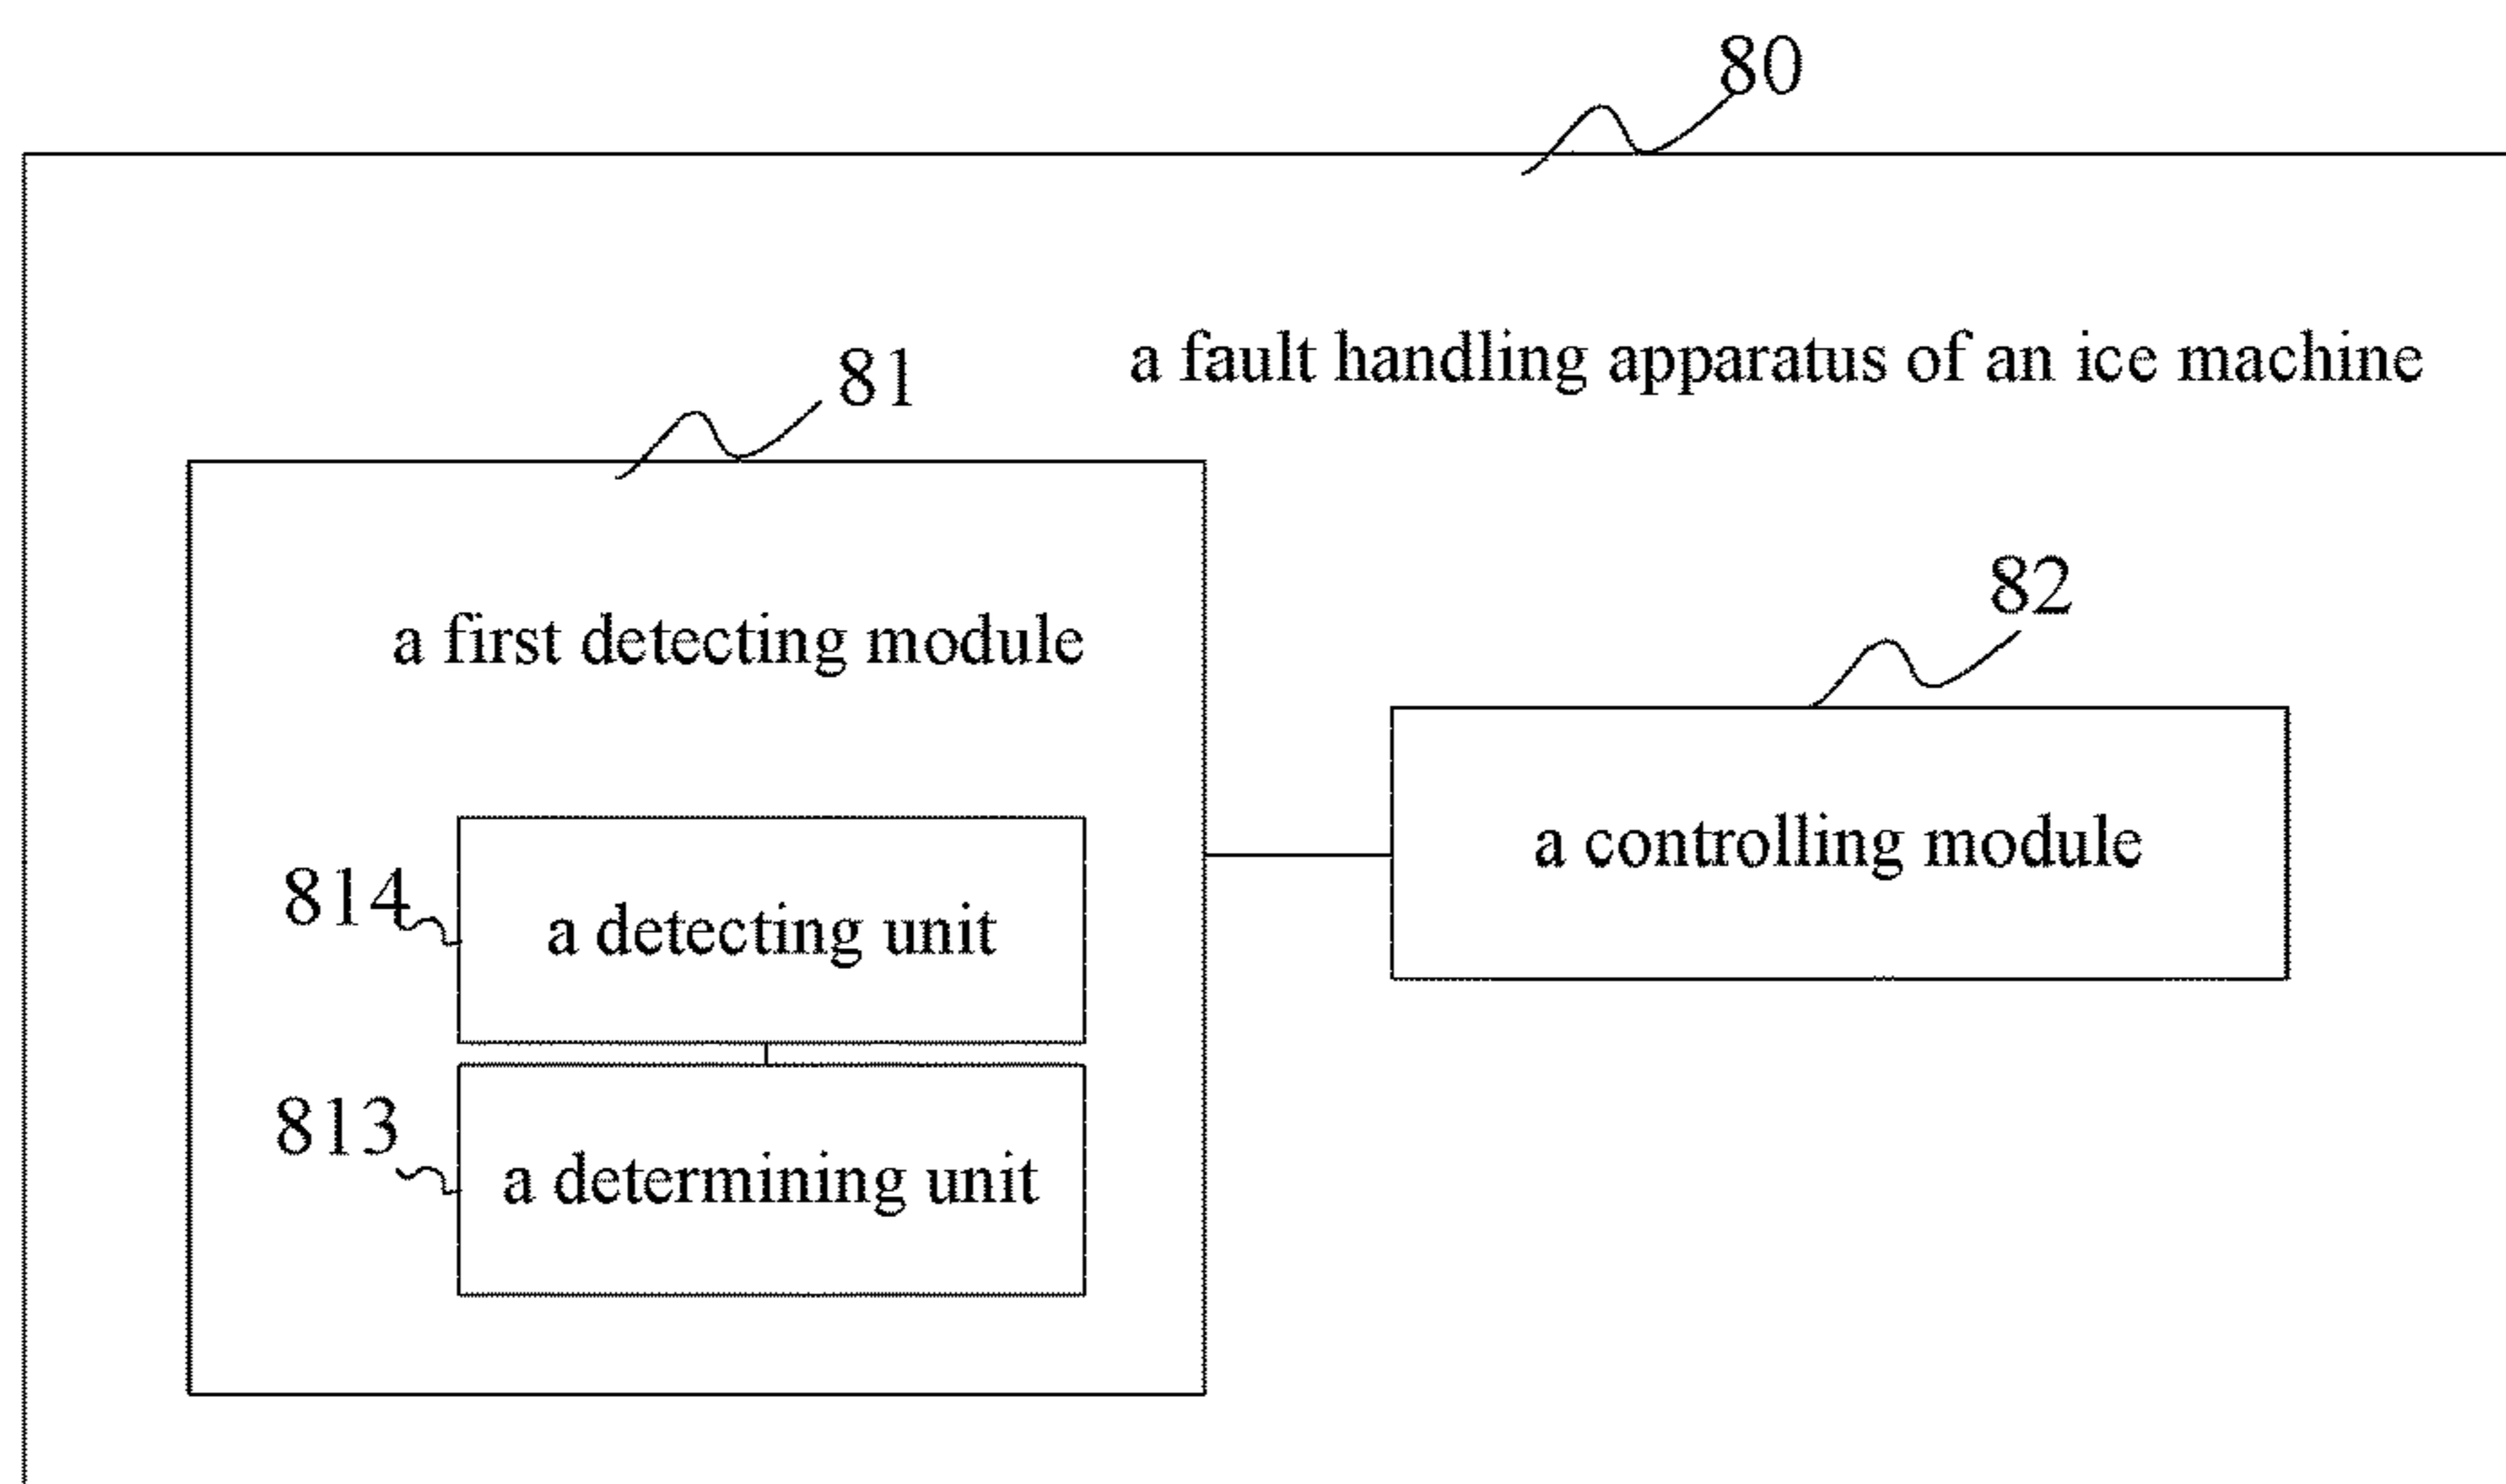 80
a fault handling apparatus of an ice machine
81
a first detecting module
82
a controlling module
814
a detecting unit
813
a determining unit